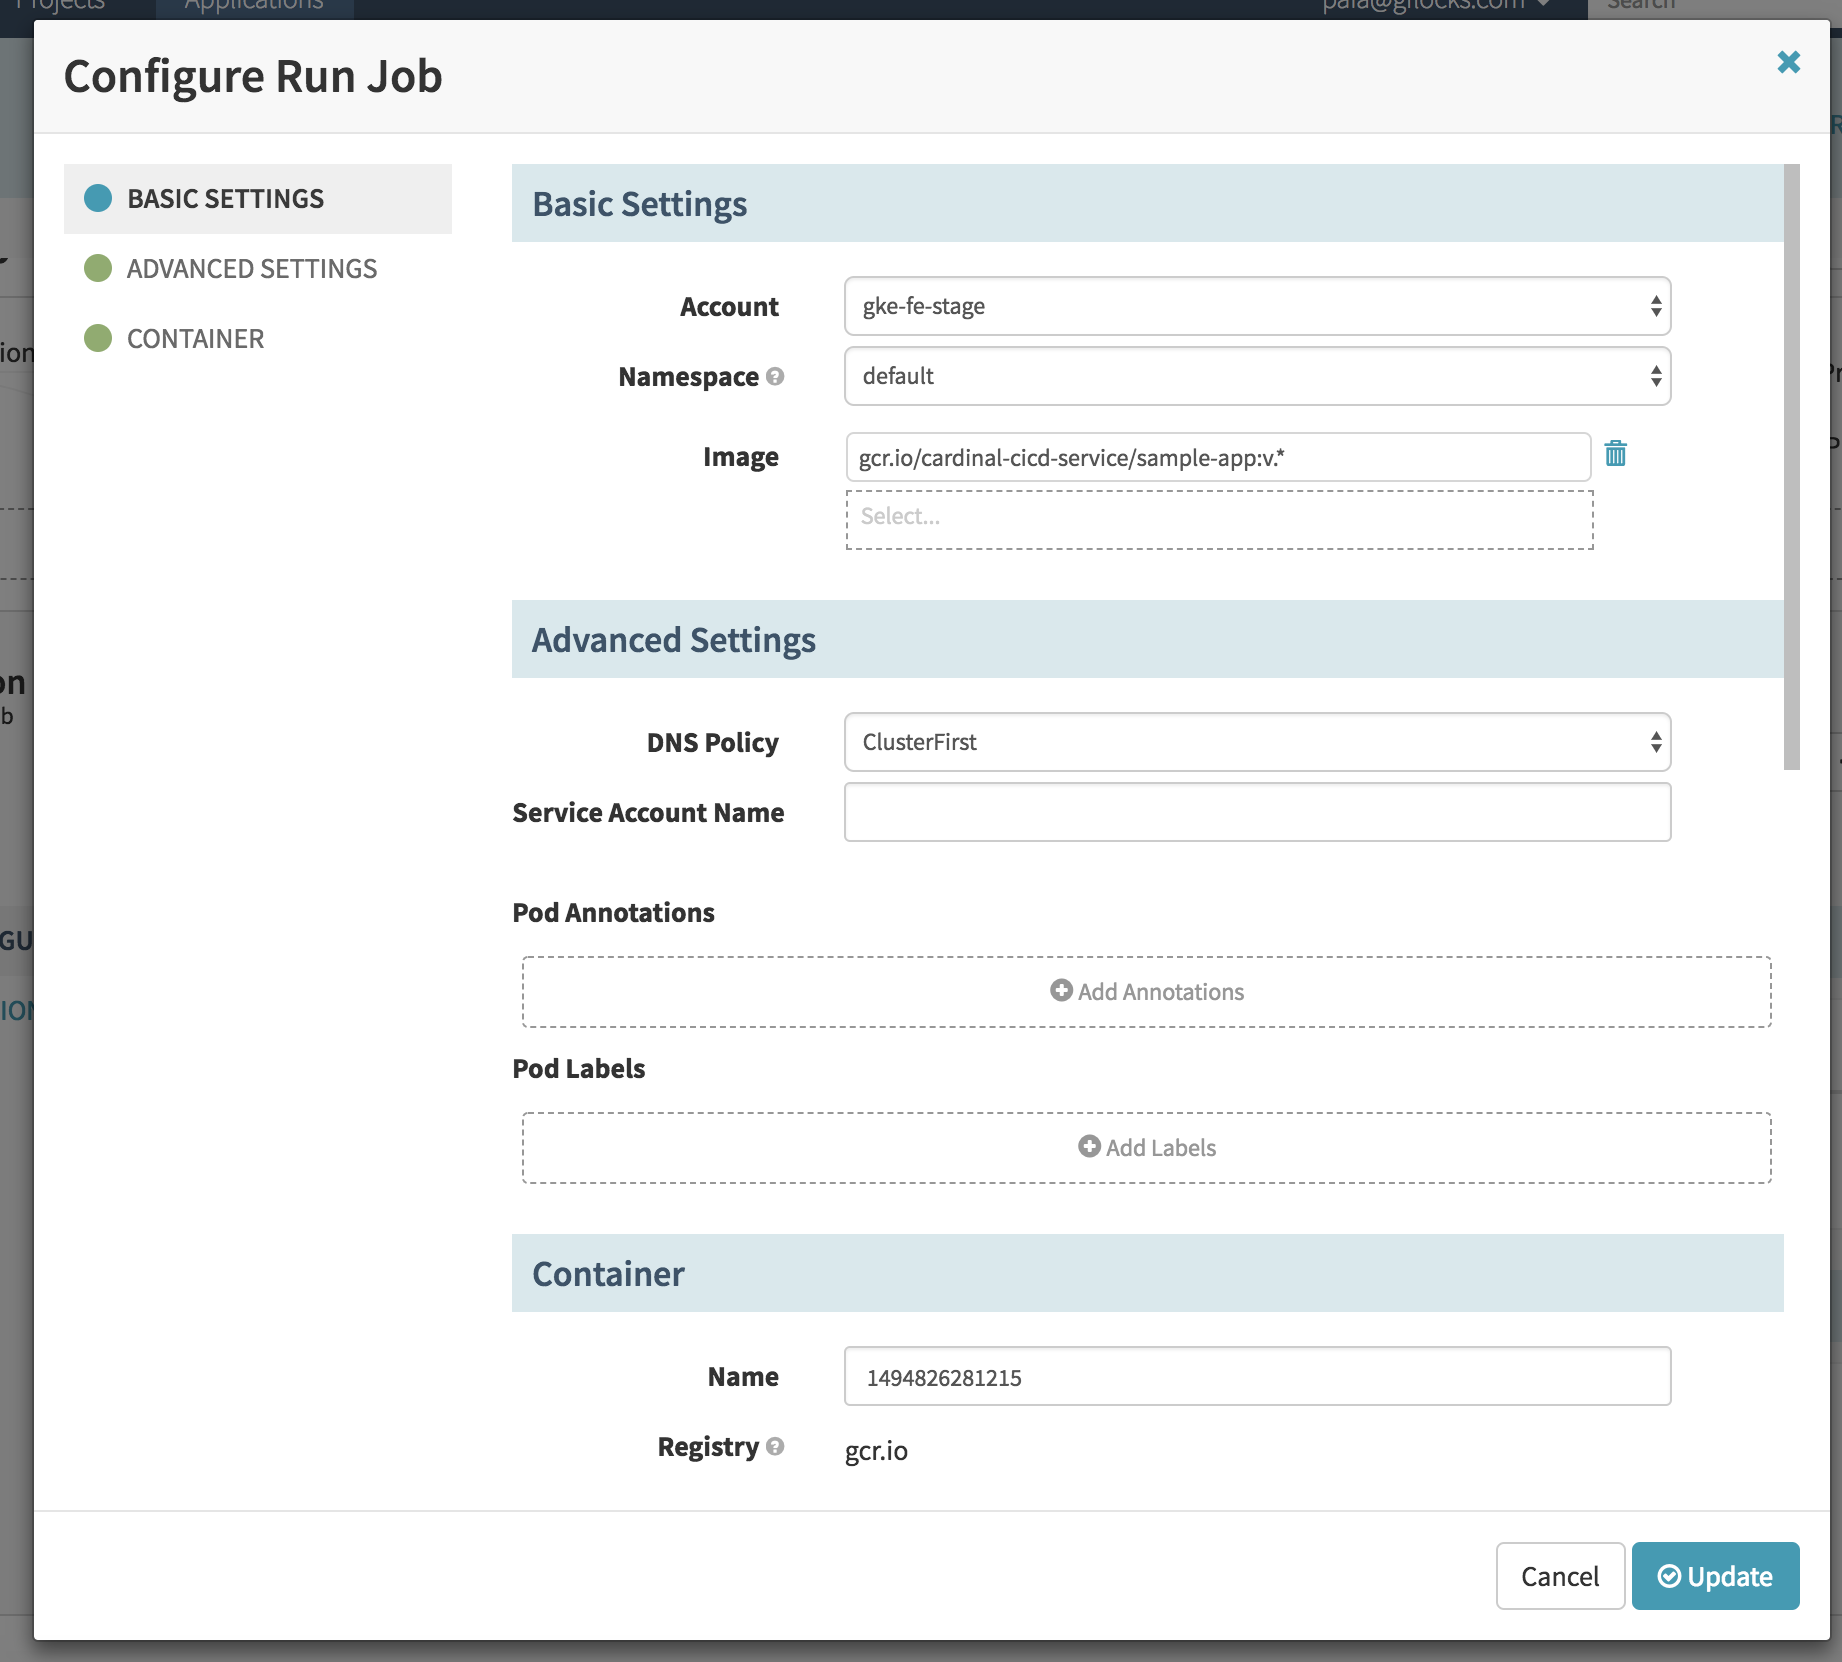 Projects
Applications
Search
Configure Run Job
BASIC SETTINGS
ADVANCED SETTINGS
CONTAINER
Basic Settings
Account
gke-fe-stage
Namespace
default
Image
gcr.io/cardinal-cicd-service/sample-app:v.*
Select...
Advanced Settings
DNS Policy
ClusterFirst
Service Account Name
Pod Annotations
Add Annotations
Pod Labels
Add Labels
Container
Name
1494826281215
Registry
gcr.io
Cancel
Update